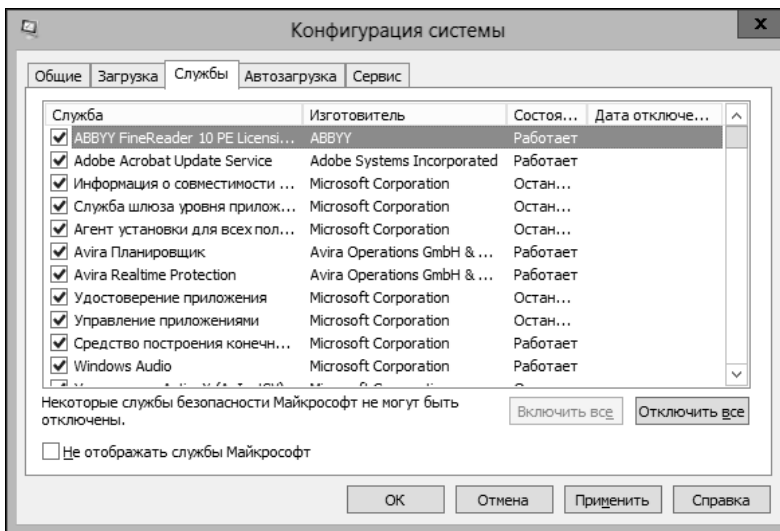 Конфигурация системы
x
Общие Загрузка Службы Автозагрузка Сервис
Служба Изготовитель Состоя... Дата отключе...
ABBYY FineReader 10 PE Licensi... ABBYY Работает
Adobe Acrobat Update Service Adobe Systems Incorporated Работает
Информация о совместимости ... Microsoft Corporation Остан...
Служба шлюза уровня прилож... Microsoft Corporation Остан...
Агент установки для всех пол... Microsoft Corporation Остан...
Avira Планировщик Avira Operations GmbH & ... Работает
Avira Realtime Protection Avira Operations GmbH & ... Работает
Удостоверение приложения Microsoft Corporation Остан...
Управление приложениями Microsoft Corporation Остан...
Средство построения конечн... Microsoft Corporation Работает
Windows Audio Microsoft Corporation Работает
Некоторые службы безопасности Майкрософт не могут быть
отключены.
Включить все Отключить все
Не отображать службы Майкрософт
ОК Отмена Применить Справка